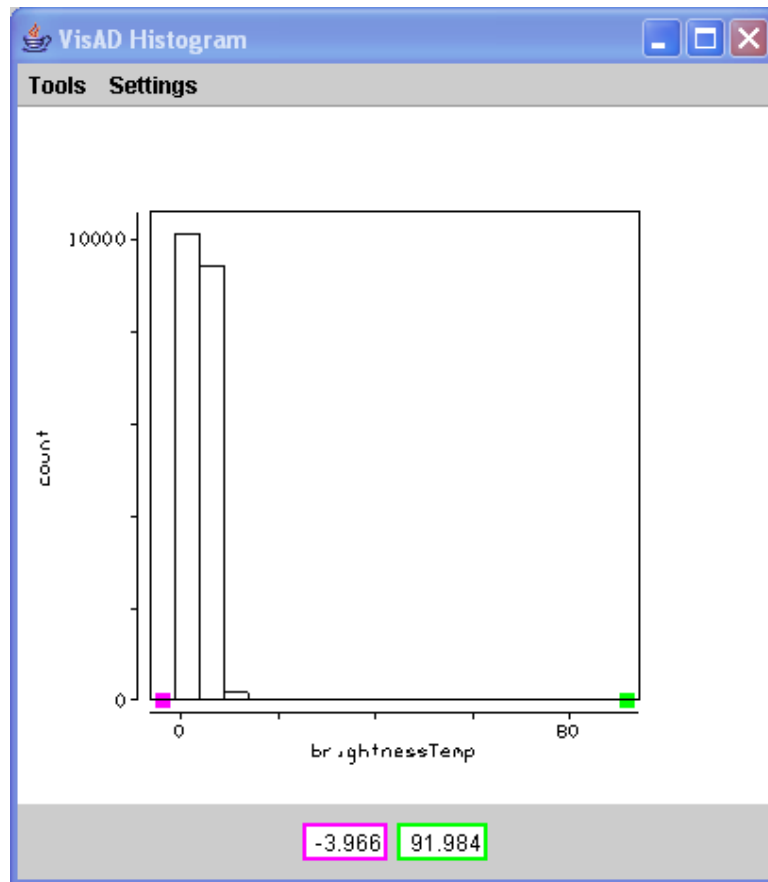 VisAD Histogram
Tools Settings
10000
count
0
0 80
brightnessTemp
-3.966 91.984